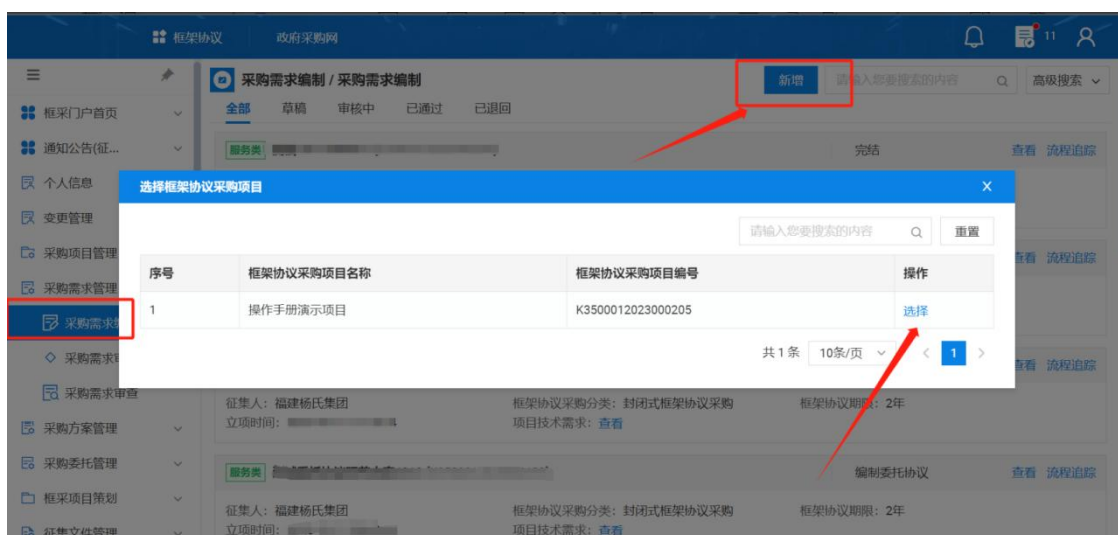 框架协议 政府采购网 11
采购需求编制 / 采购需求编制 新增 请输入您要搜索的内容 高级搜索
框采门户首页
全部 草稿 审核中 已通过 已退回
通知公告(征...
服务类 完结 查看 流程追踪
个人信息
选择框架协议采购项目 X
变更管理
请输入您要搜索的内容 重置
采购项目管理
查看 流程追踪
序号 框架协议采购项目名称 框架协议采购项目编号 操作
采购需求管理
1 操作手册演示项目 K3500012023000205 选择
采购需求
共 1 条 10条/页 < 1 >
采购需求
查看 流程追踪
采购需求审查
征集人：福建杨氏集团 框架协议采购分类：封闭式框架协议采购 框架协议期限：2年
立项时间： 项目技术需求：查看
采购方案管理
采购委托管理
服务类 编制委托协议 查看 流程追踪
框采项目策划
征集人：福建杨氏集团 框架协议采购分类：封闭式框架协议采购 框架协议期限：2年
征集文件管理
立项时间： 项目技术需求：查看